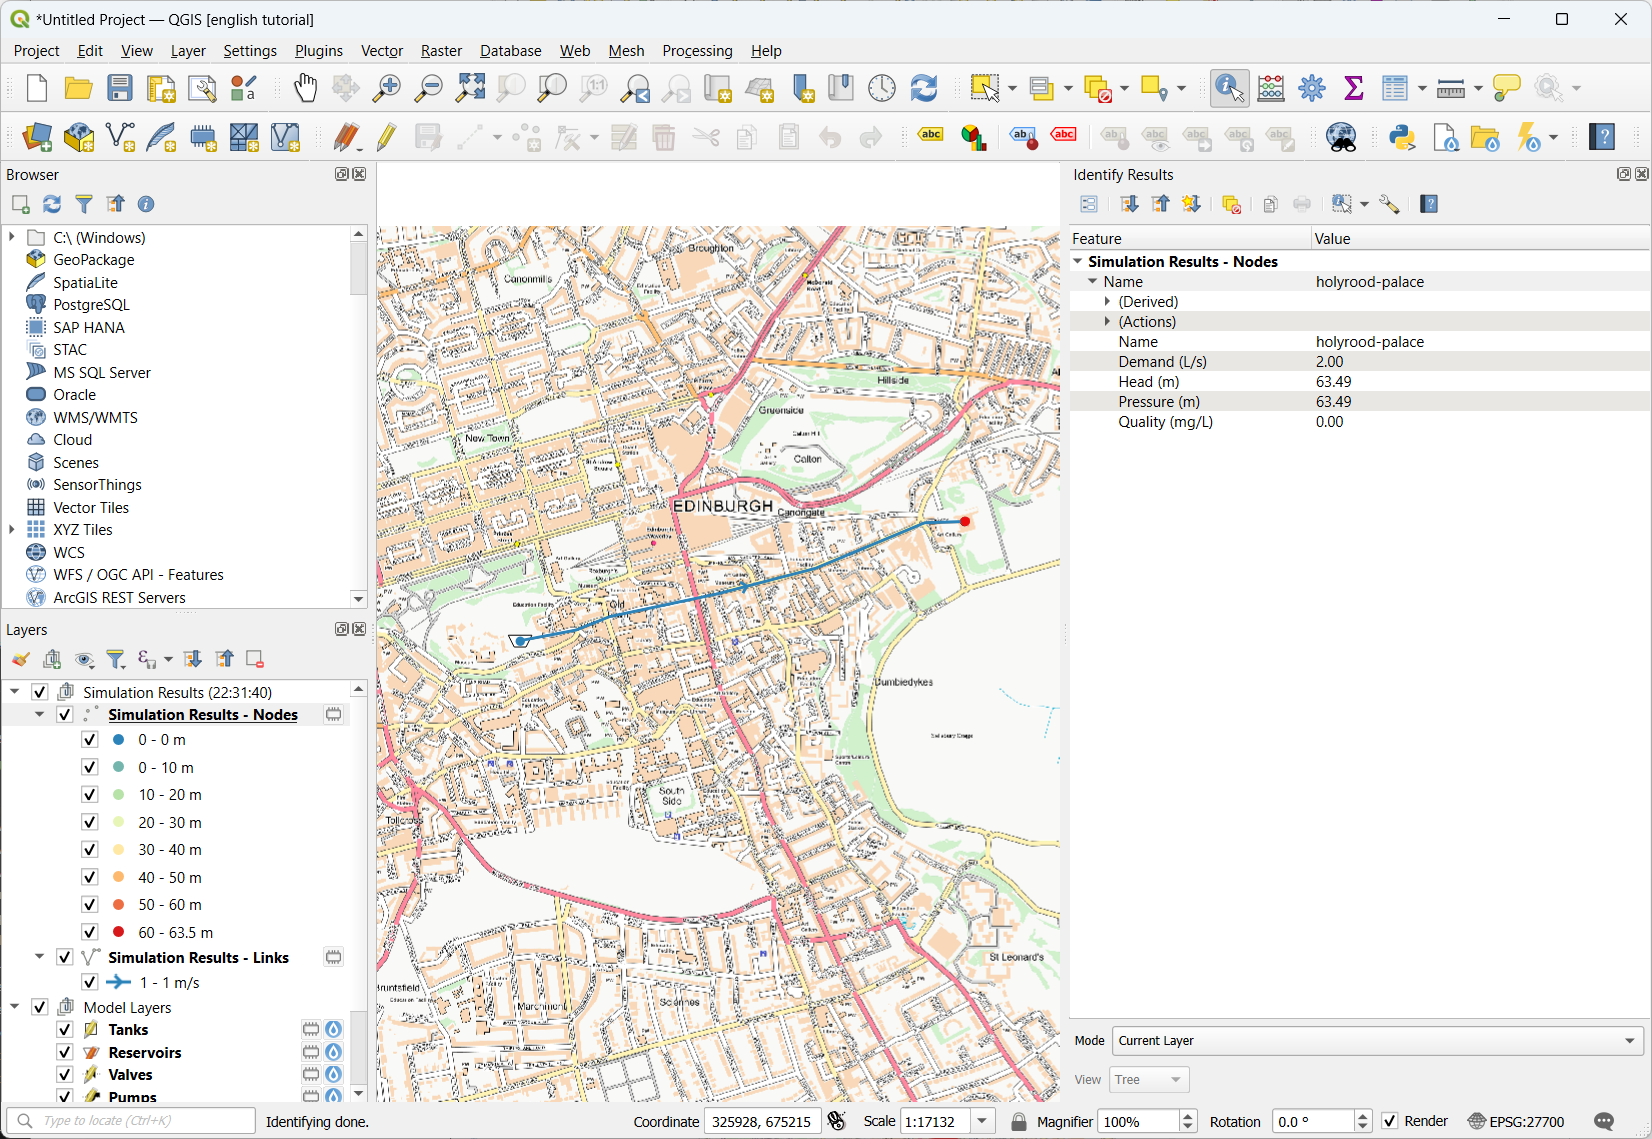 *Untitled Project — QGIS [english tutorial]
Project Edit View Layer Settings Plugins Vector Raster Database Web Mesh Processing Help
Browser
C:\ (Windows)
GeoPackage
SpatiaLite
PostgreSQL
SAP HANA
STAC
MS SQL Server
Oracle
WMS/WMTS
Cloud
Scenes
SensorThings
Vector Tiles
XYZ Tiles
WCS
WFS / OGC API - Features
ArcGIS REST Servers
Layers
Simulation Results (22:31:40)
Simulation Results - Nodes
0 - 0 m
0 - 10 m
10 - 20 m
20 - 30 m
30 - 40 m
40 - 50 m
50 - 60 m
60 - 63.5 m
Simulation Results - Links
1 - 1 m/s
Model Layers
Tanks
Reservoirs
Valves
Pumps
Broughton
Canonmills
Hillside
Greenside
New Town
Calton Hill
Calton
EDINBURGH
Canongate
Old
Dumbiedykes
Salisbury Crags
South
Side
Tollcross
St Leonard's
Bruntsfield
Marchmont
Sciennes
Identify Results
Feature Value
Simulation Results - Nodes
Name holyrood-palace
(Derived)
(Actions)
Name holyrood-palace
Demand (L/s) 2.00
Head (m) 63.49
Pressure (m) 63.49
Quality (mg/L) 0.00
Mode Current Layer
View Tree
Type to locate (Ctrl+K) Identifying done. Coordinate 325928, 675215 Scale 1:17132 Magnifier 100% Rotation 0.0 ° Render EPSG:27700